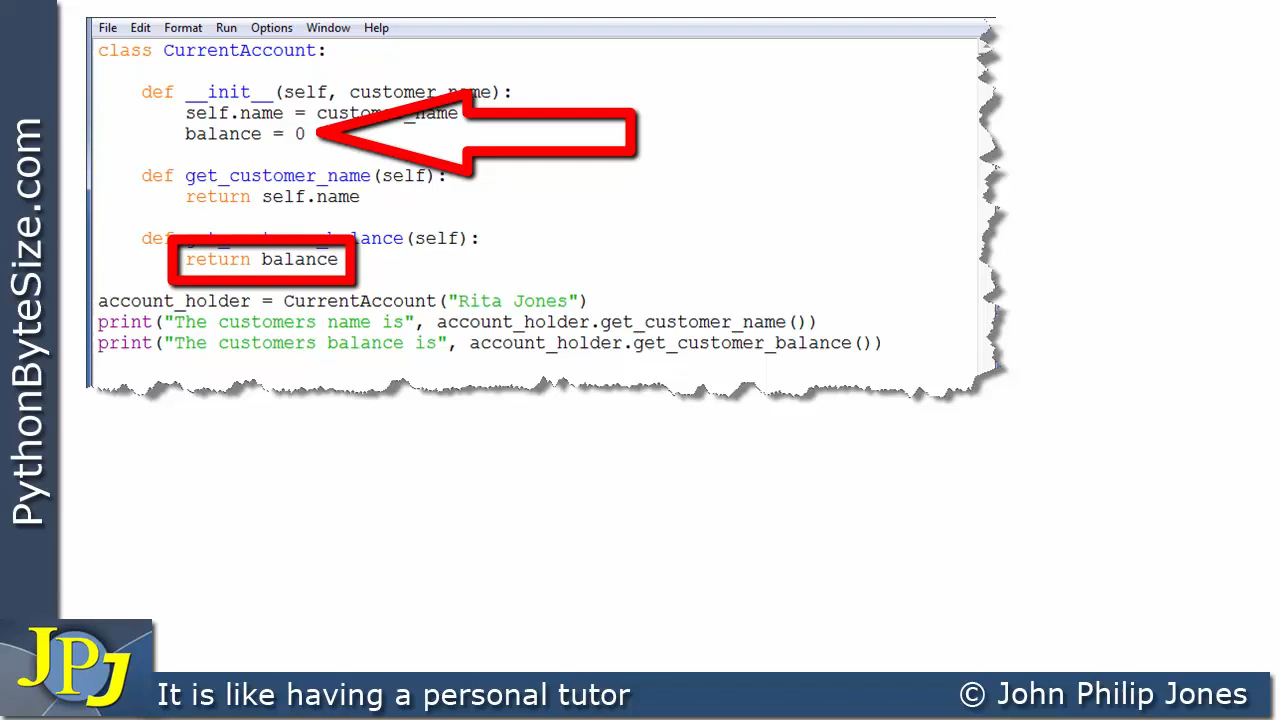 File Edit Format Run Options Window Help
class CurrentAccount:
def __init__(self, customer_name):
self.name = customer_name
balance = 0
def get_customer_name(self):
return self.name
def get_customer_balance(self):
return balance
account_holder = CurrentAccount("Rita Jones")
print("The customers name is", account_holder.get_customer_name())
print("The customers balance is", account_holder.get_customer_balance())
PythonByteSize.com
JPJ
It is like having a personal tutor
© John Philip Jones